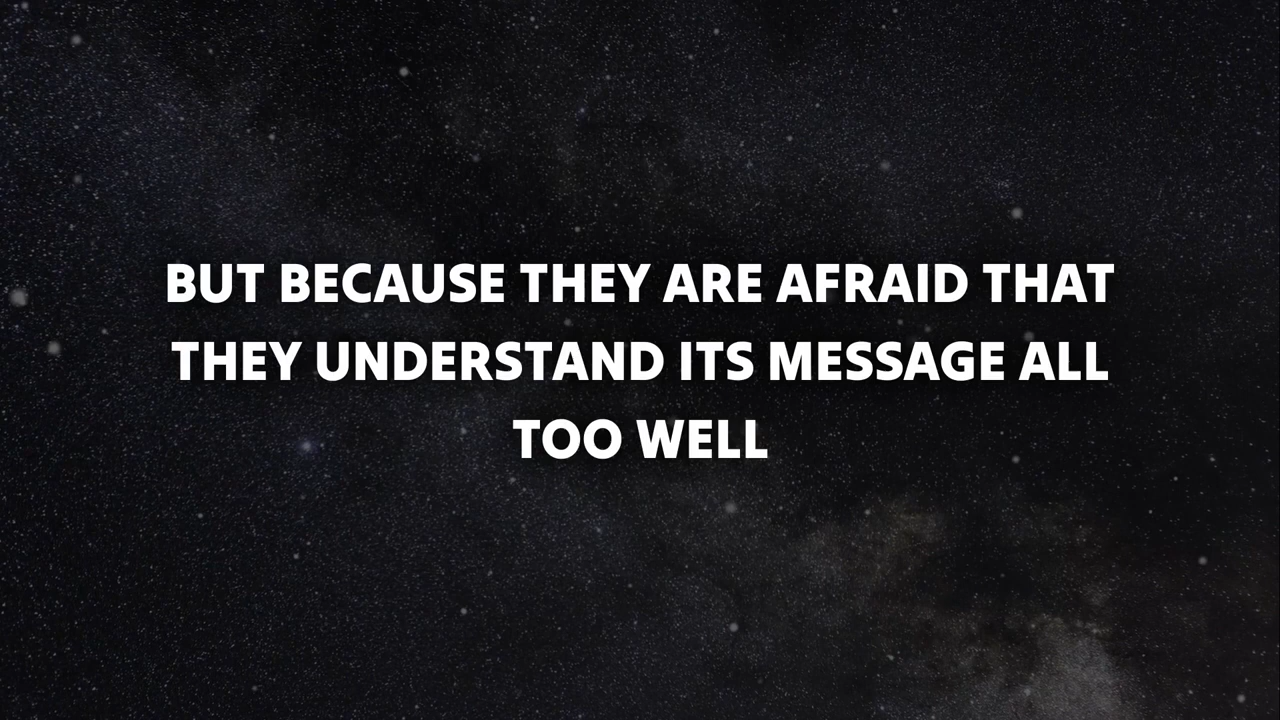 BUT BECAUSE THEY ARE AFRAID THAT
THEY UNDERSTAND ITS MESSAGE ALL
TOO WELL